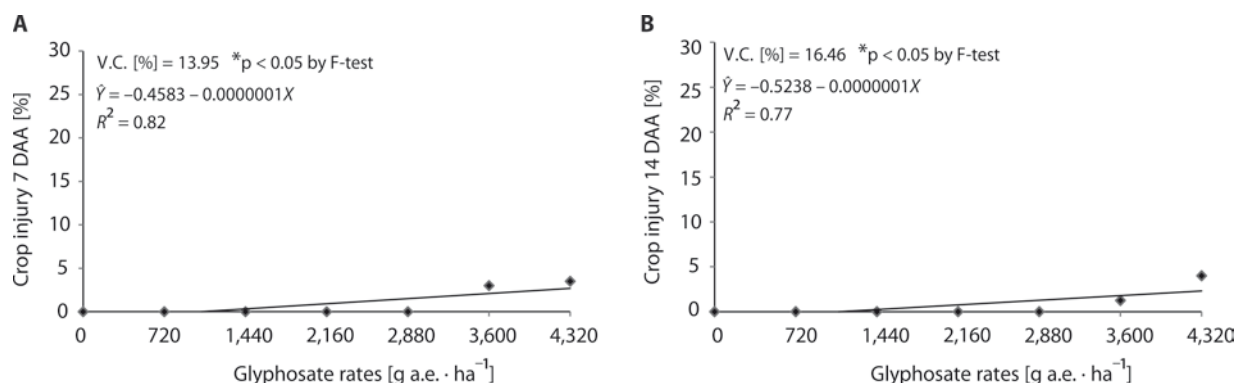 A
30
25
20
15
10
5
0
Crop injury 7 DAA [%]
V.C. [%] = 13.95 *p < 0.05 by F-test
Ŷ = –0.4583 – 0.0000001X
R² = 0.82
0 720 1,440 2,160 2,880 3,600 4,320
Glyphosate rates [g a.e. · ha⁻¹]
B
30
25
20
15
10
5
0
Crop injury 14 DAA [%]
V.C. [%] = 16.46 *p < 0.05 by F-test
Ŷ = –0.5238 – 0.0000001X
R² = 0.77
0 720 1,440 2,160 2,880 3,600 4,320
Glyphosate rates [g a.e. · ha⁻¹]